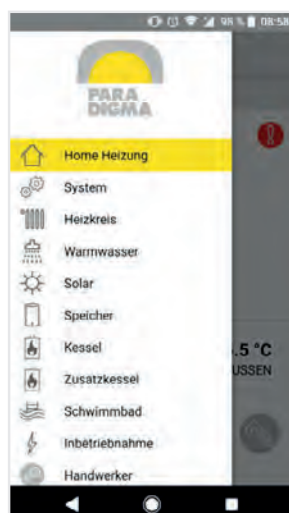 98 % 08:58
PARA
DIGMA
Home Heizung
System
Heizkreis
Warmwasser
Solar
Speicher
.5 °C
Kessel
USSEN
Zusatzkessel
Schwimmbad
Inbetriebnahme
Handwerker